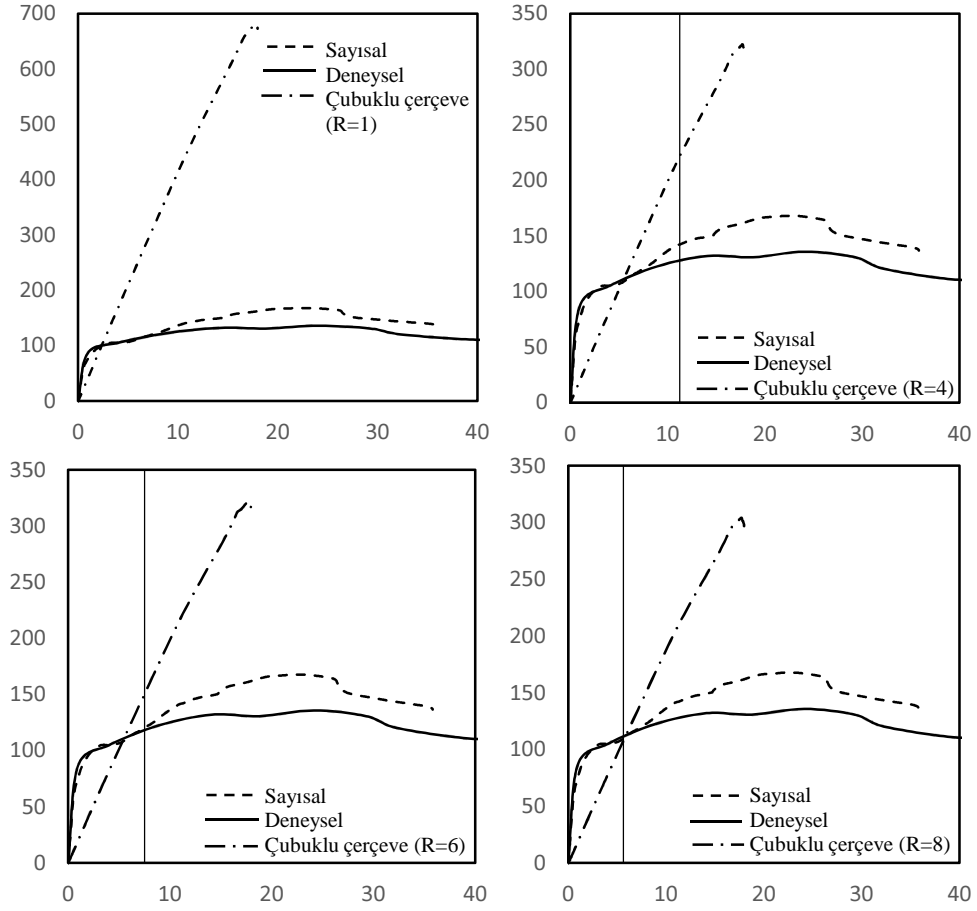 700
600
500
400
300
200
100
0
0 10 20 30 40
Sayısal
Deneysel
Çubuklu çerçeve
(R=1)
350
300
250
200
150
100
50
0
0 10 20 30 40
Sayısal
Deneysel
Çubuklu çerçeve (R=4)
350
300
250
200
150
100
50
0
0 10 20 30 40
Sayısal
Deneysel
Çubuklu çerçeve (R=6)
350
300
250
200
150
100
50
0
0 10 20 30 40
Sayısal
Deneysel
Çubuklu çerçeve (R=8)